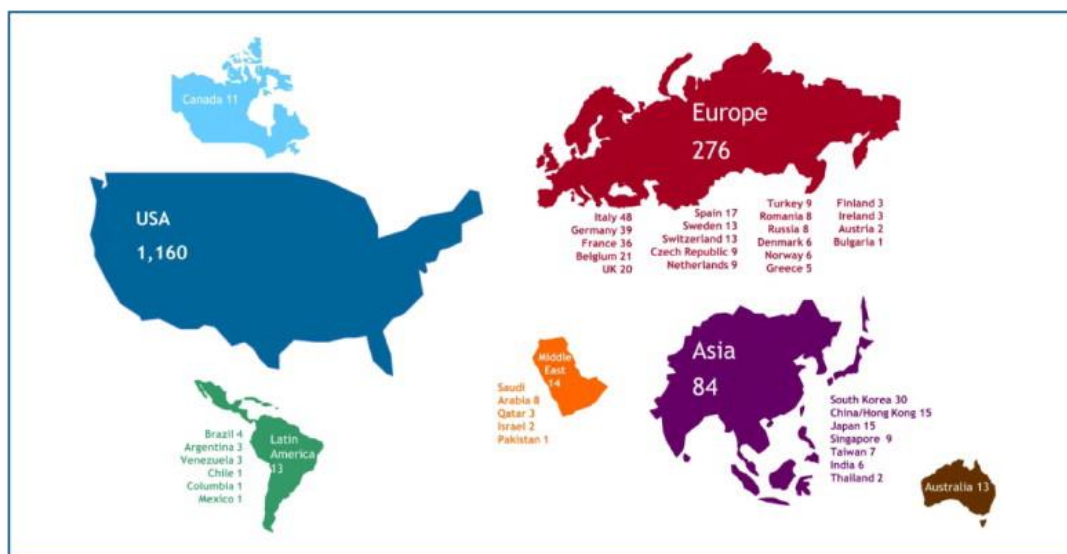 Canada 11
USA
1,160
Europe
276
Italy 48
Germany 39
France 36
Belgium 21
UK 20
Spain 17
Sweden 13
Switzerland 13
Czech Republic 9
Netherlands 9
Turkey 9
Romania 8
Russia 8
Denmark 6
Norway 6
Greece 5
Finland 3
Ireland 3
Austria 2
Bulgaria 1
Latin
America
13
Brazil 4
Argentina 3
Venezuela 3
Chile 1
Columbia 1
Mexico 1
Middle
East
14
Saudi
Arabia 8
Qatar 3
Israel 2
Pakistan 1
Asia
84
South Korea 30
China/Hong Kong 15
Japan 15
Singapore 9
Taiwan 7
India 6
Thailand 2
Australia 13